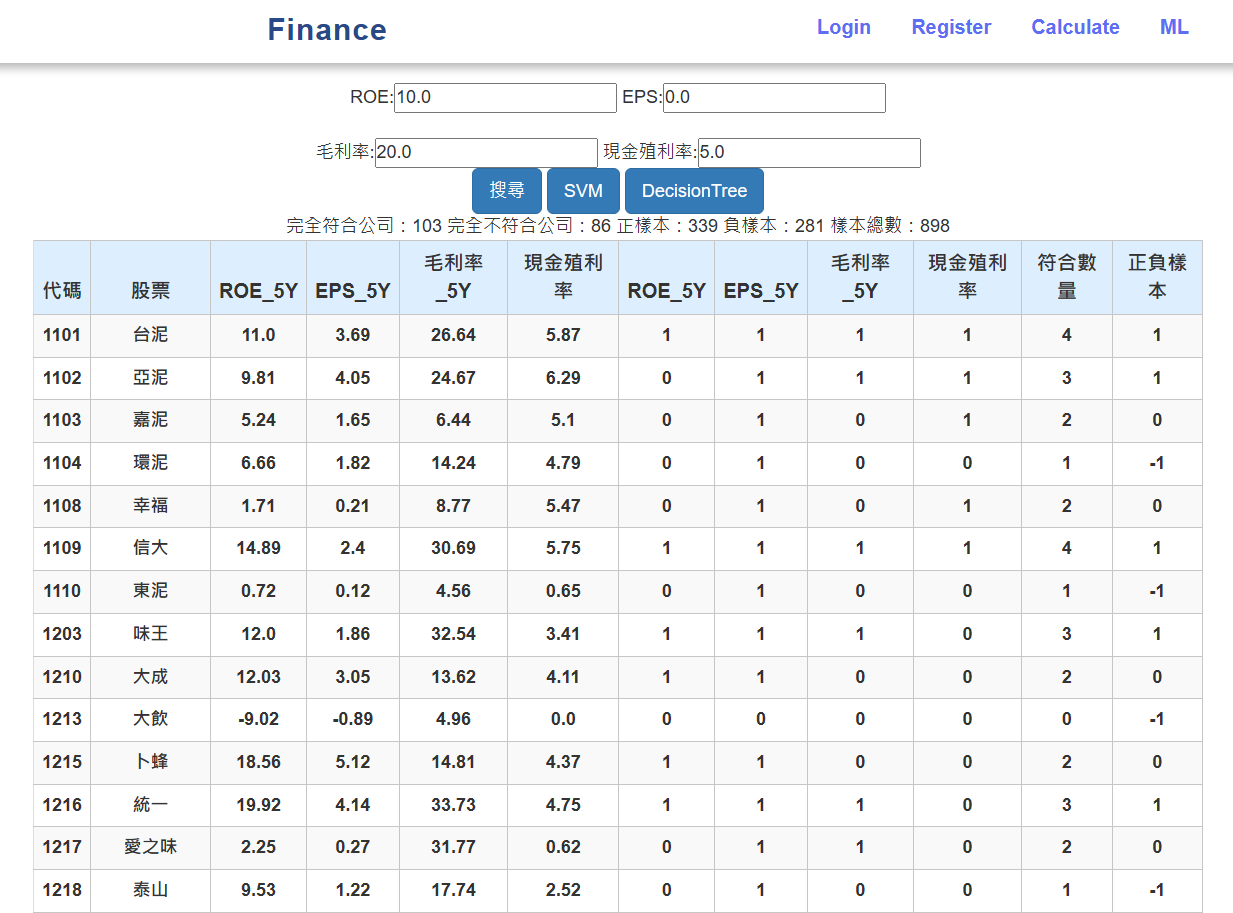 Finance Login Register Calculate ML
ROE:10.0 EPS:0.0
毛利率:20.0 現金殖利率:5.0
搜尋 SVM DecisionTree
完全符合公司：103 完全不符合公司：86 正樣本：339 負樣本：281 樣本總數：898
代碼 股票 ROE_5Y EPS_5Y 毛利率_5Y 現金殖利率 ROE_5Y EPS_5Y 毛利率_5Y 現金殖利率 符合數量 正負樣本
1101 台泥 11.0 3.69 26.64 5.87 1 1 1 1 4 1
1102 亞泥 9.81 4.05 24.67 6.29 0 1 1 1 3 1
1103 嘉泥 5.24 1.65 6.44 5.1 0 1 0 1 2 0
1104 環泥 6.66 1.82 14.24 4.79 0 1 0 0 1 -1
1108 幸福 1.71 0.21 8.77 5.47 0 1 0 1 2 0
1109 信大 14.89 2.4 30.69 5.75 1 1 1 1 4 1
1110 東泥 0.72 0.12 4.56 0.65 0 1 0 0 1 -1
1203 味王 12.0 1.86 32.54 3.41 1 1 1 0 3 1
1210 大成 12.03 3.05 13.62 4.11 1 1 0 0 2 0
1213 大飲 -9.02 -0.89 4.96 0.0 0 0 0 0 0 -1
1215 卜蜂 18.56 5.12 14.81 4.37 1 1 0 0 2 0
1216 統一 19.92 4.14 33.73 4.75 1 1 1 0 3 1
1217 愛之味 2.25 0.27 31.77 0.62 0 1 1 0 2 0
1218 泰山 9.53 1.22 17.74 2.52 0 1 0 0 1 -1